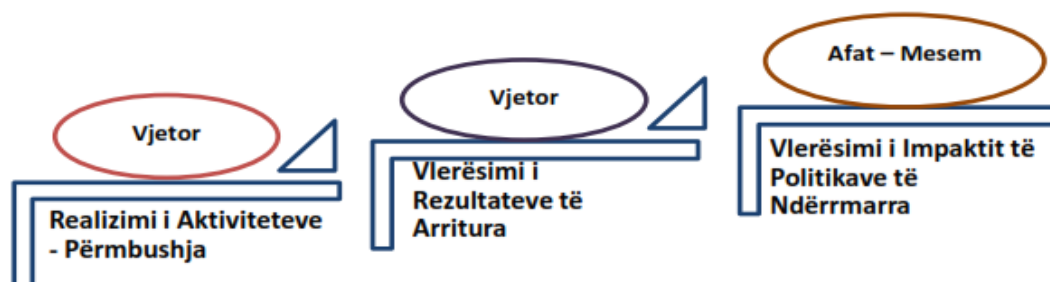 Vjetor
Realizimi i Aktiviteteve
- Përmbushja
Vjetor
Vlerësimi i
Rezultateve të
Arritura
Afat – Mesem
Vlerësimi i Impaktit të
Politikave të
Ndërrmarra